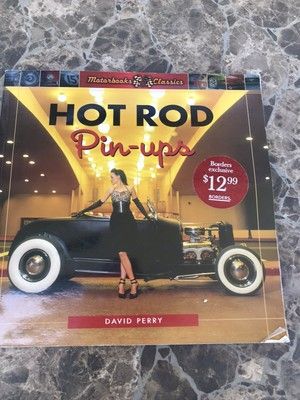 Motorbooks Classics
HOT ROD
Pin-ups
Borders
exclusive
$12.99
BORDERS.
DAVID PERRY